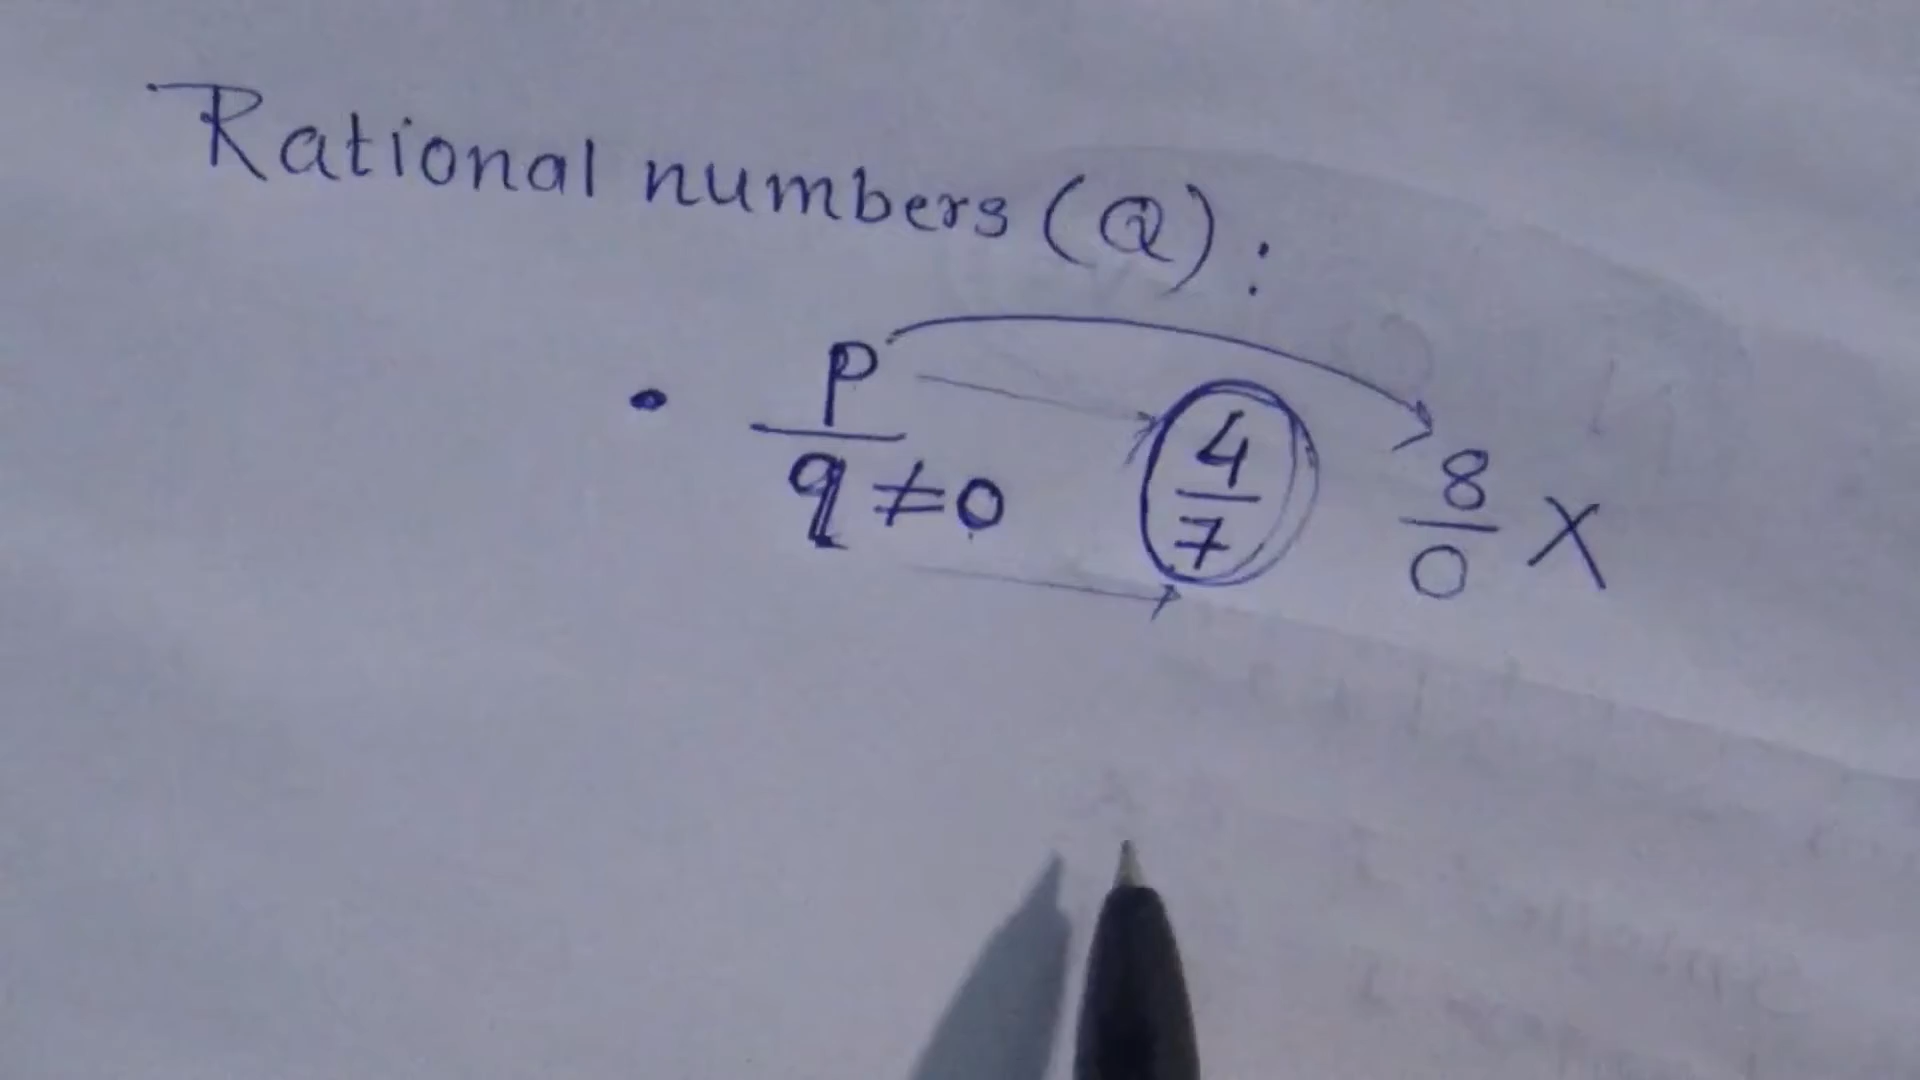 Rational numbers (Q):
• p/q≠0 4/7 8/0 X